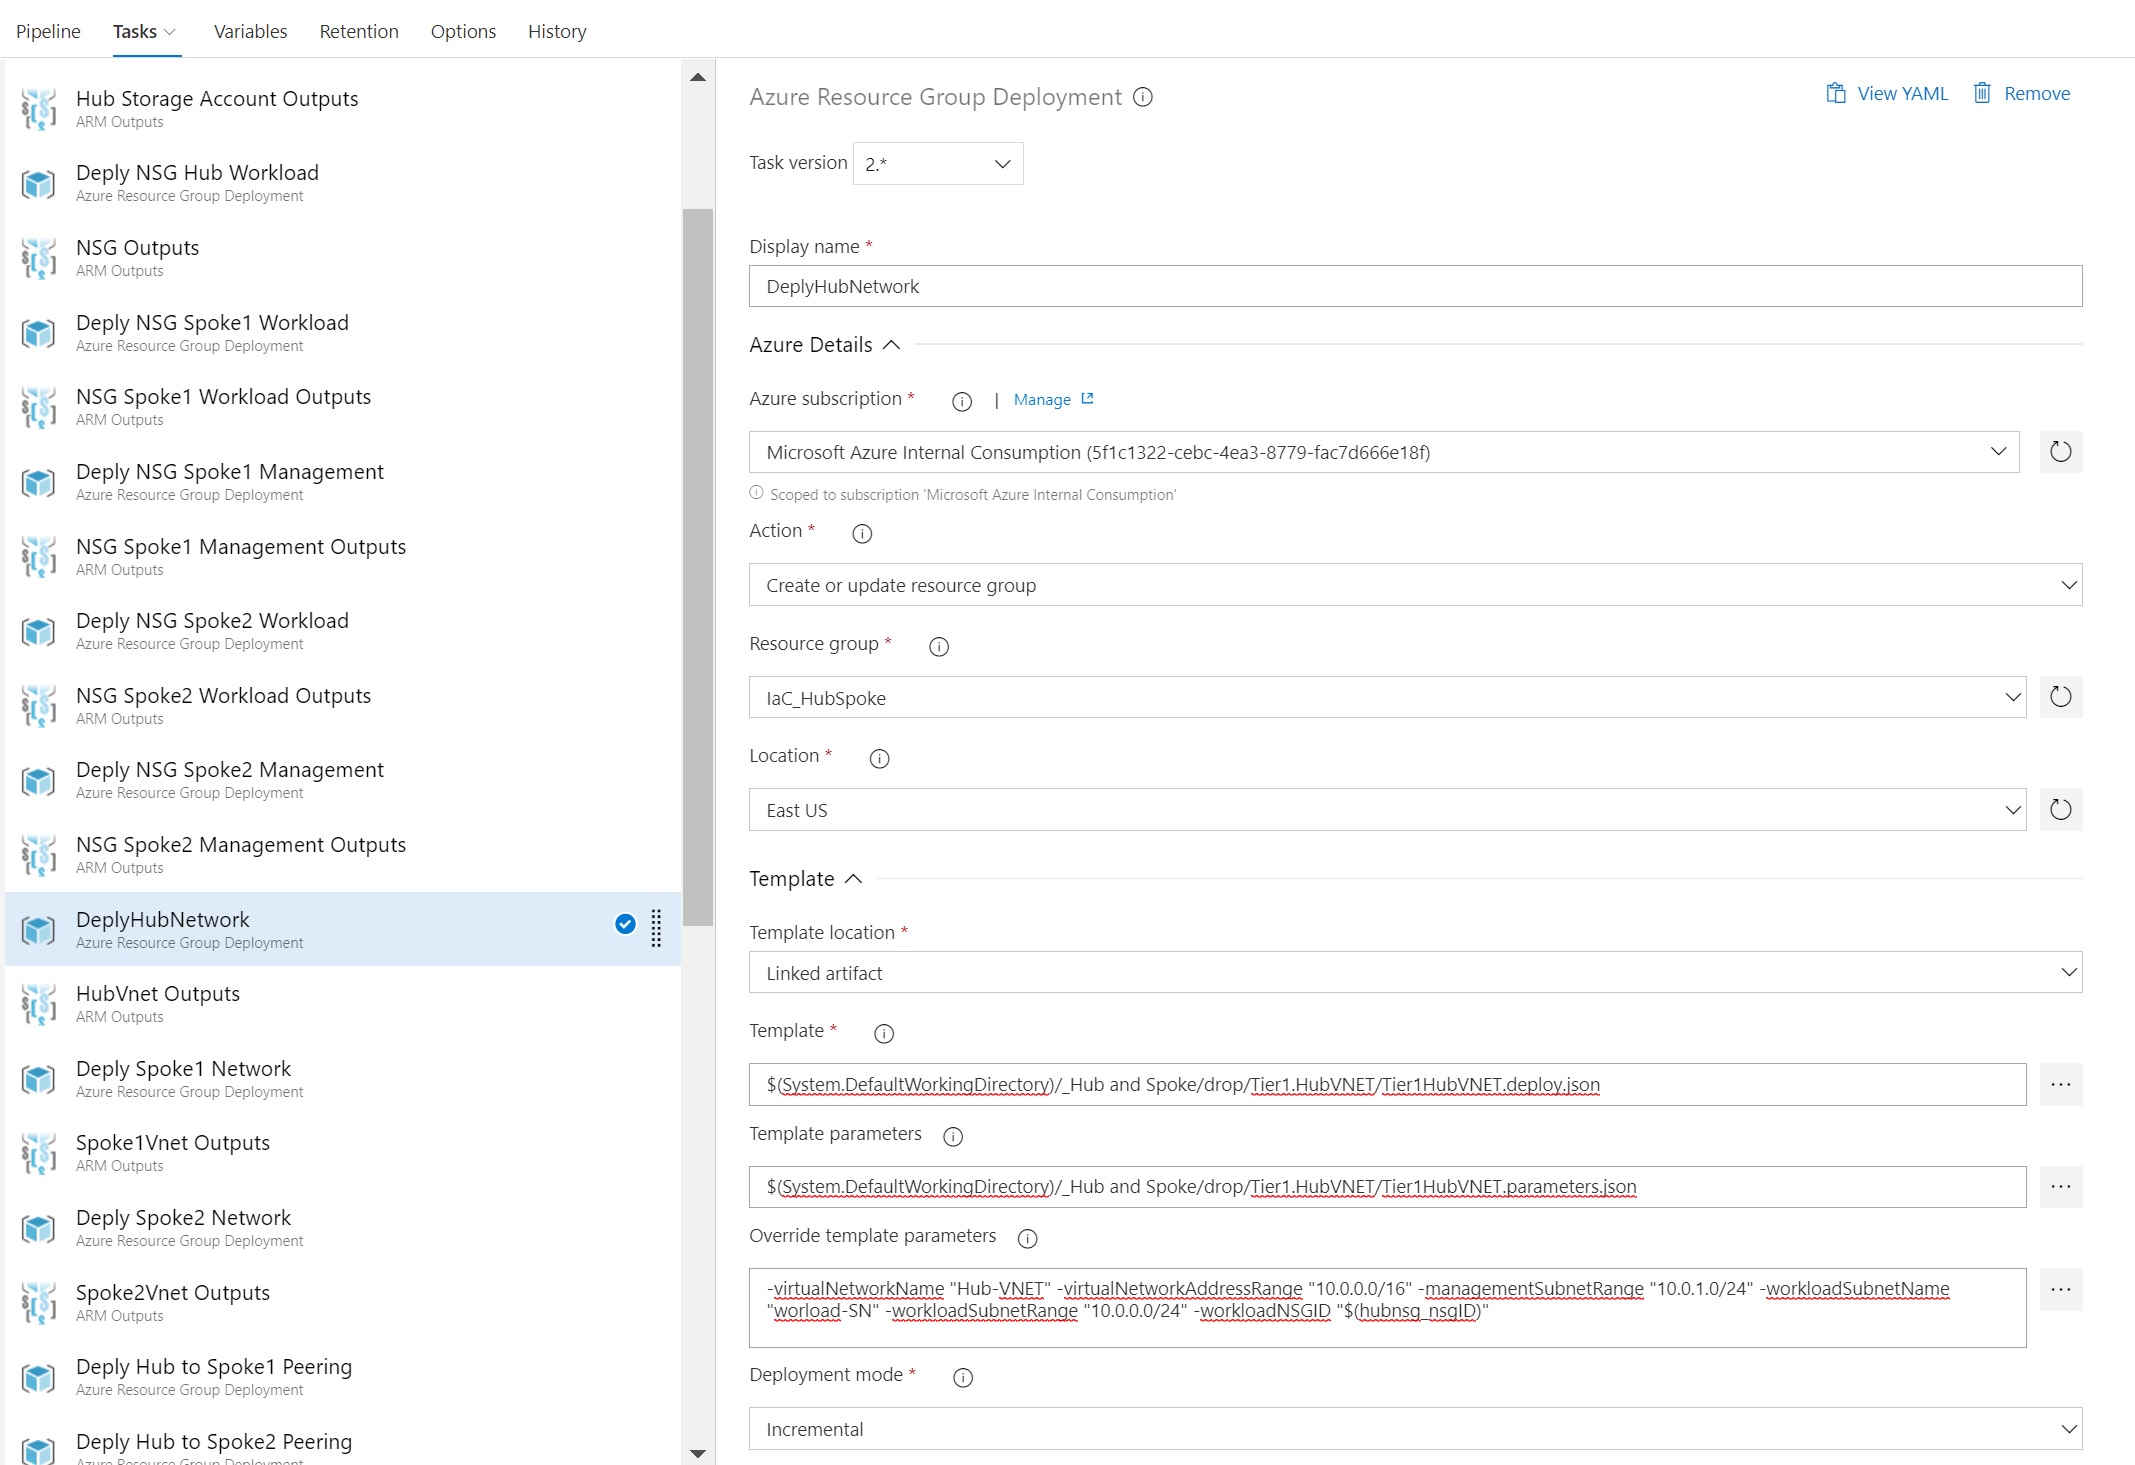 Pipeline Tasks Variables Retention Options History
Hub Storage Account Outputs
ARM Outputs
Deply NSG Hub Workload
Azure Resource Group Deployment
NSG Outputs
ARM Outputs
Deply NSG Spoke1 Workload
Azure Resource Group Deployment
NSG Spoke1 Workload Outputs
ARM Outputs
Deply NSG Spoke1 Management
Azure Resource Group Deployment
NSG Spoke1 Management Outputs
ARM Outputs
Deply NSG Spoke2 Workload
Azure Resource Group Deployment
NSG Spoke2 Workload Outputs
ARM Outputs
Deply NSG Spoke2 Management
Azure Resource Group Deployment
NSG Spoke2 Management Outputs
ARM Outputs
DeplyHubNetwork
Azure Resource Group Deployment
HubVnet Outputs
ARM Outputs
Deply Spoke1 Network
Azure Resource Group Deployment
Spoke1Vnet Outputs
ARM Outputs
Deply Spoke2 Network
Azure Resource Group Deployment
Spoke2Vnet Outputs
ARM Outputs
Deply Hub to Spoke1 Peering
Azure Resource Group Deployment
Deply Hub to Spoke2 Peering
Azure Resource Group Deployment
Azure Resource Group Deployment
View YAML Remove
Task version 2.*
Display name *
DeplyHubNetwork
Azure Details
Azure subscription * | Manage
Microsoft Azure Internal Consumption (5f1c1322-cebc-4ea3-8779-fac7d666e18f)
Scoped to subscription 'Microsoft Azure Internal Consumption'
Action *
Create or update resource group
Resource group *
IaC_HubSpoke
Location *
East US
Template
Template location *
Linked artifact
Template *
$(System.DefaultWorkingDirectory)/_Hub and Spoke/drop/Tier1.HubVNET/Tier1HubVNET.deploy.json
Template parameters
$(System.DefaultWorkingDirectory)/_Hub and Spoke/drop/Tier1.HubVNET/Tier1HubVNET.parameters.json
Override template parameters
-virtualNetworkName "Hub-VNET" -virtualNetworkAddressRange "10.0.0.0/16" -managementSubnetRange "10.0.1.0/24" -workloadSubnetName
"worload-SN" -workloadSubnetRange "10.0.0.0/24" -workloadNSGID "$(hubnsg_nsgID)"
Deployment mode *
Incremental